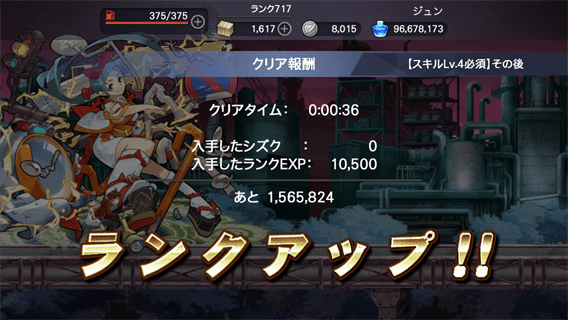 ランク717
375/375
1,617
8,015
ジュン
96,678,173
クリア報酬
【スキルLv.4必須】その後
クリアタイム： 0:00:36
入手したシズク ： 0
入手したランクEXP： 10,500
あと 1,565,824
ランクアップ!!